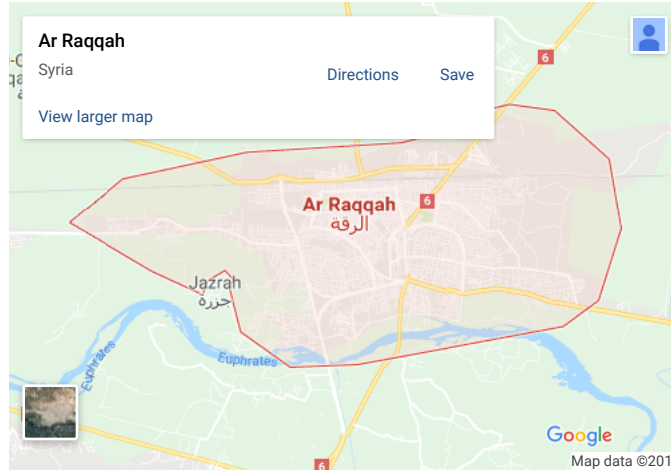 Ar Raqqah
Syria
Directions
Save
View larger map
6
Ar Raqqah
الرقة
6
Jazrah
جزرة
Euphrates
Euphrates
6
Google
Map data ©201